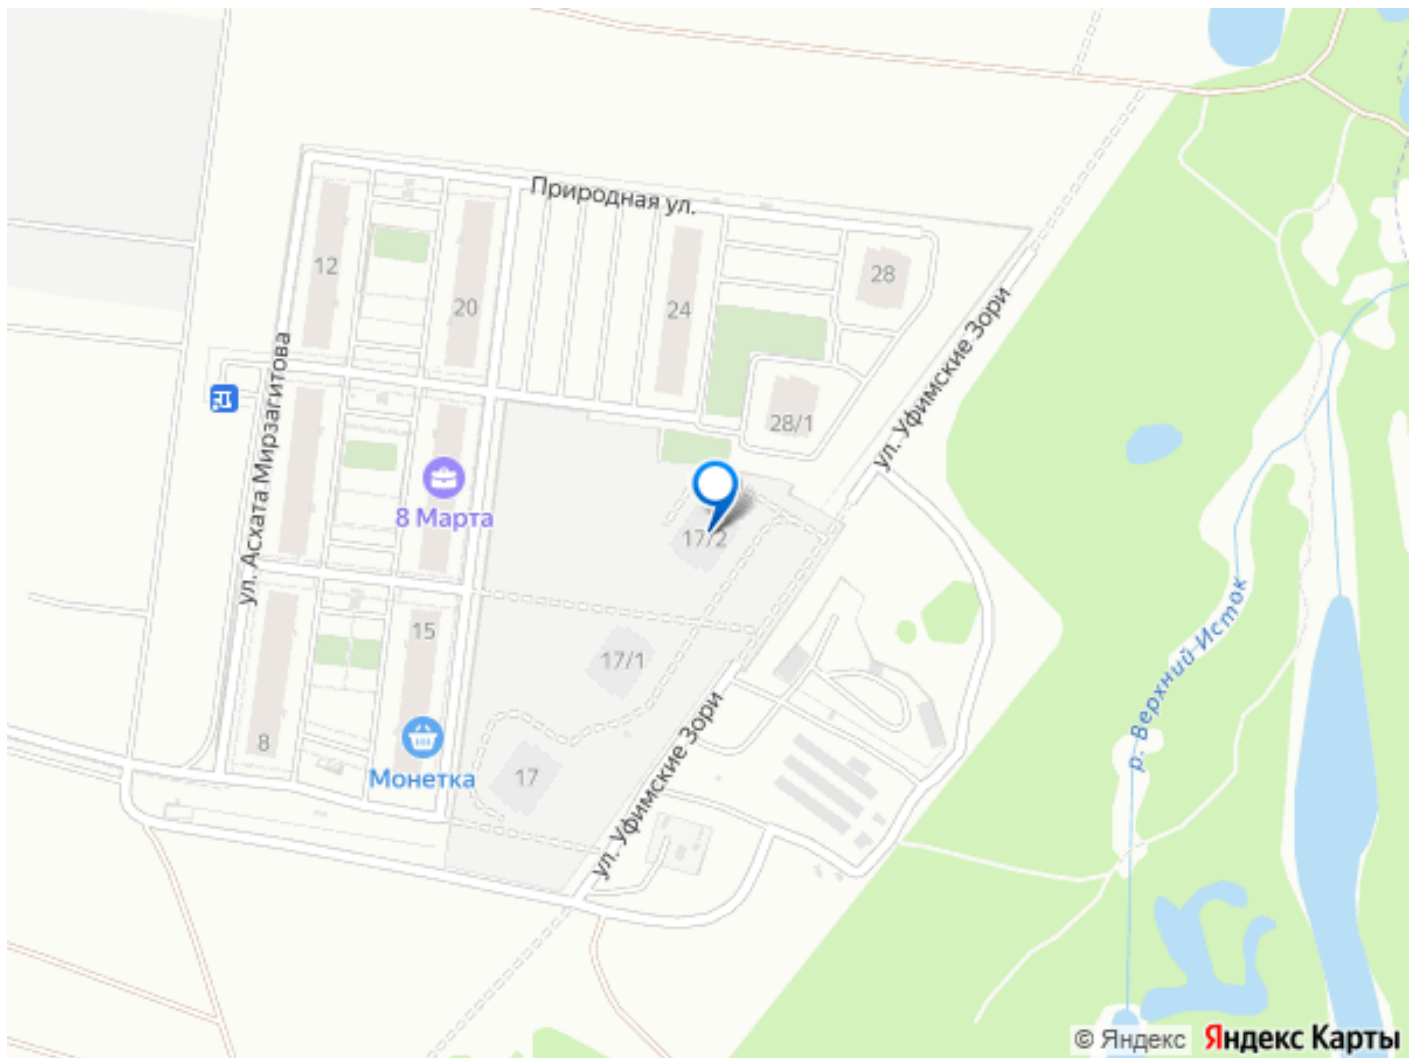 Природная ул.
12
20
24
28
28/1
ул. Уфимские Зори
ул. Асхата Мирзагитова
8 Марта
17/2
15
17/1
8
Монетка
17
ул. Уфимские Зори
р. Верхний Исток
© Яндекс Яндекс Карты